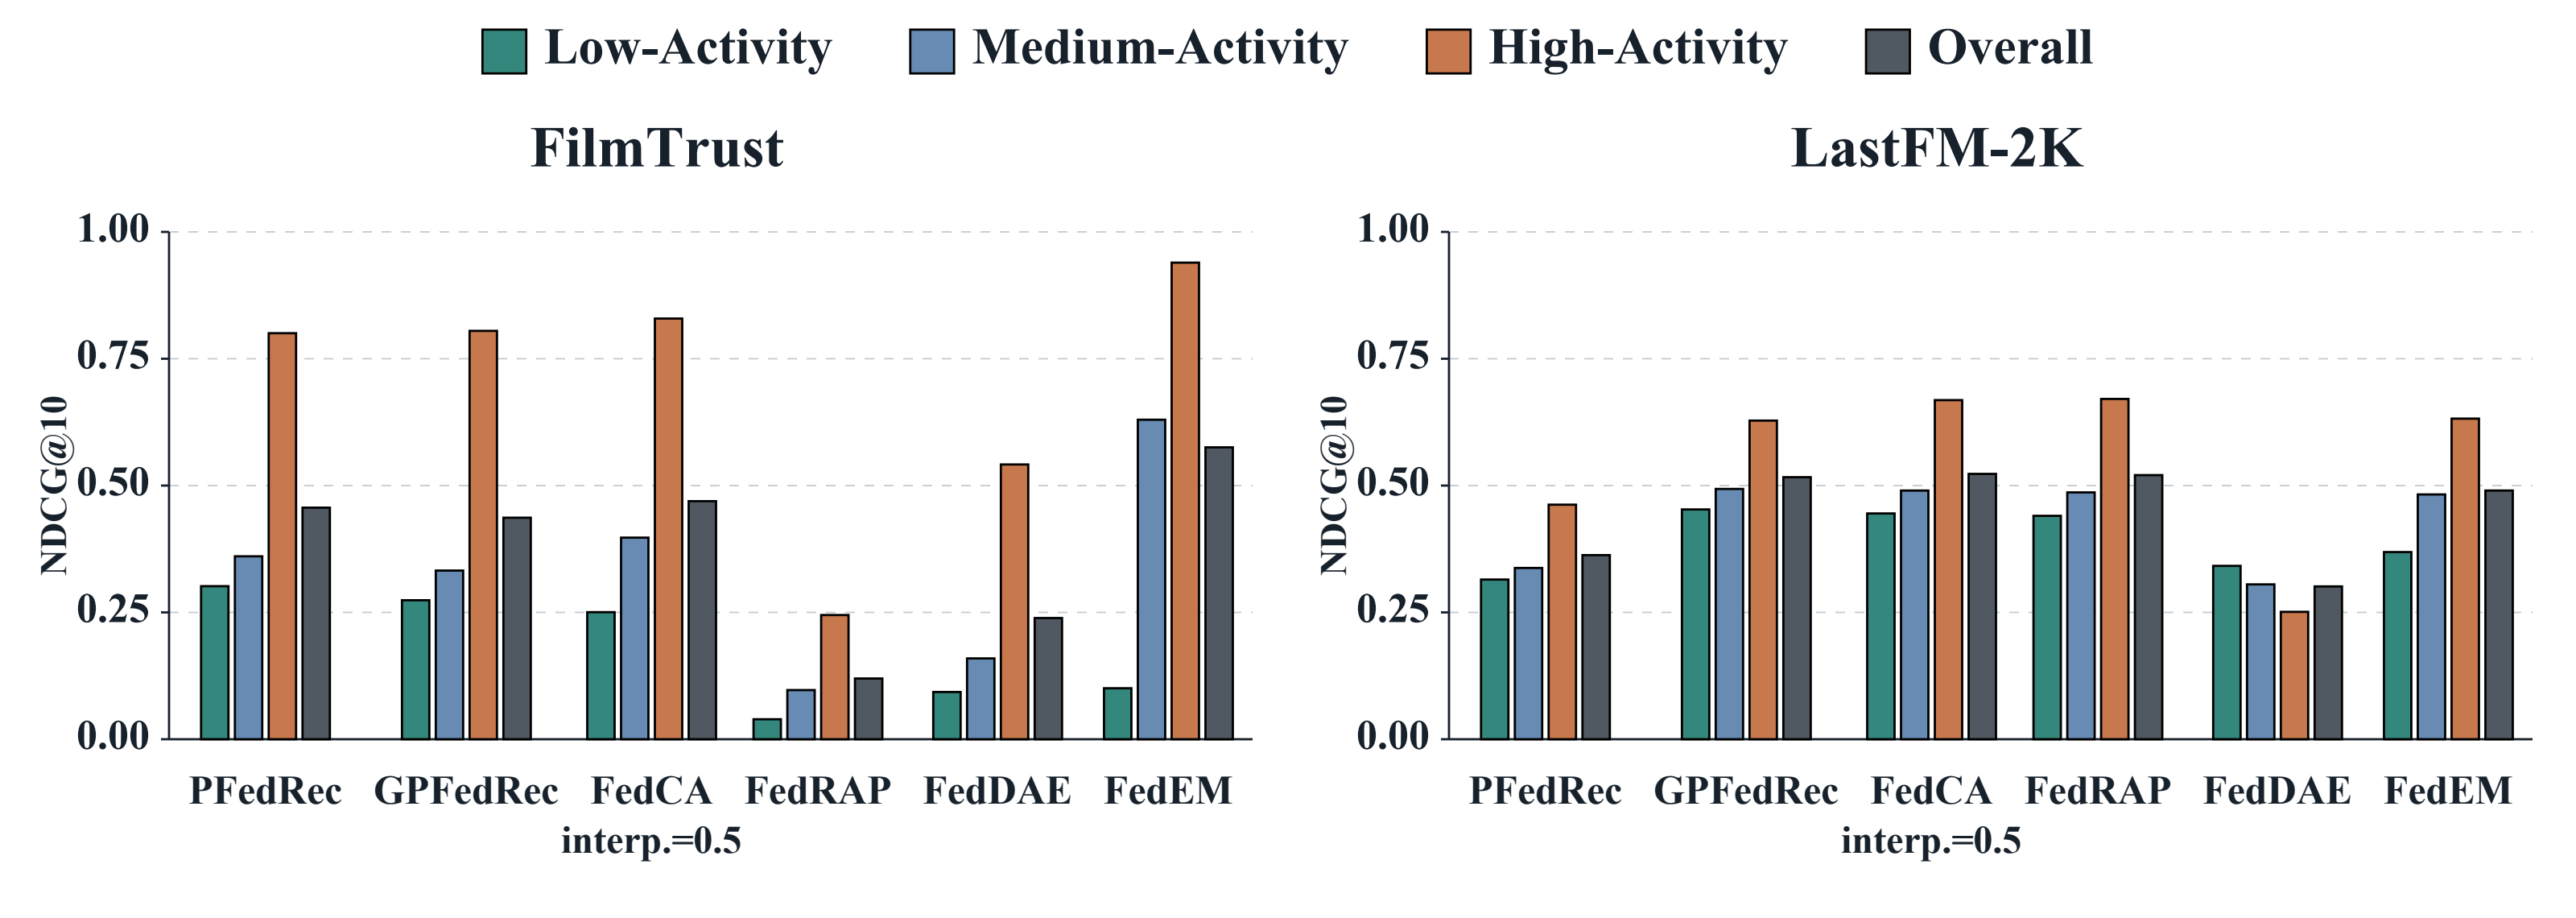 Low-Activity Medium-Activity High-Activity Overall
FilmTrust
NDCG@10
1.00
0.75
0.50
0.25
0.00
PFedRec GPFedRec FedCA FedRAP FedDAE FedEM
interp.=0.5
LastFM-2K
NDCG@10
1.00
0.75
0.50
0.25
0.00
PFedRec GPFedRec FedCA FedRAP FedDAE FedEM
interp.=0.5